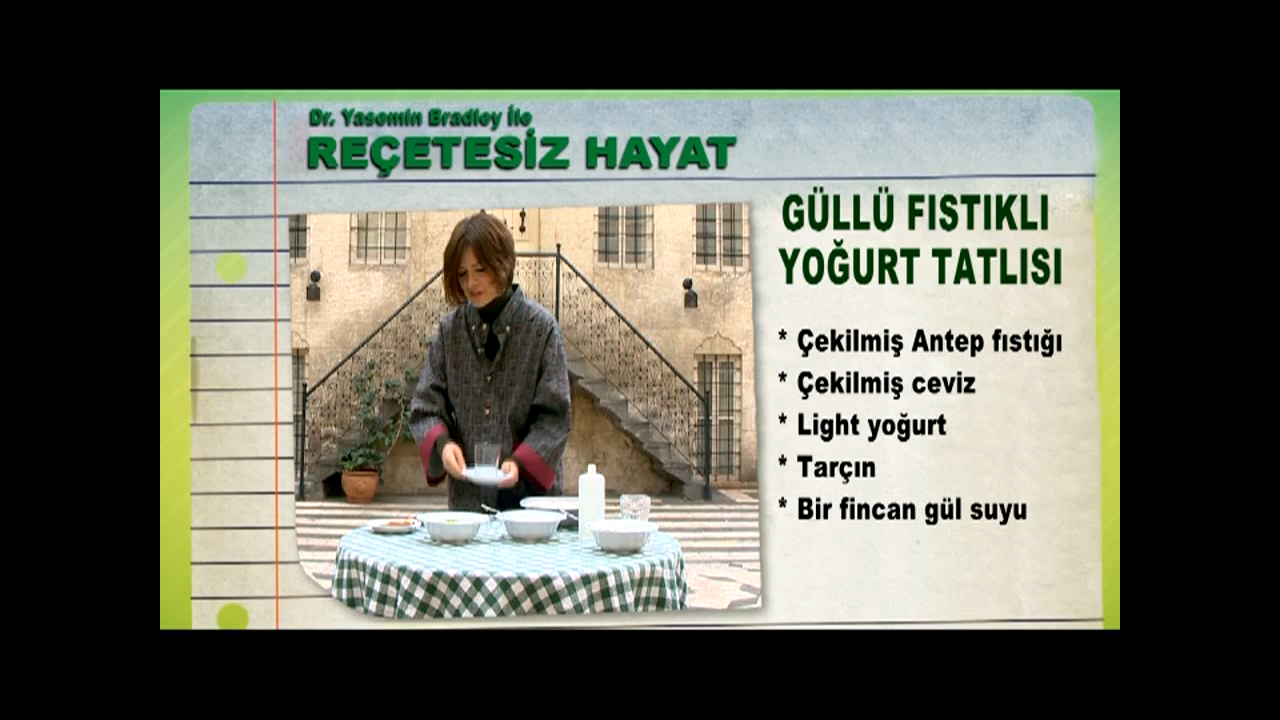 Dr. Yasemin Bradley İle
REÇETESİZ HAYAT
GÜLLÜ FISTIKLI
YOĞURT TATLISI
* Çekilmiş Antep fıstığı
* Çekilmiş ceviz
* Light yoğurt
* Tarçın
* Bir fincan gül suyu